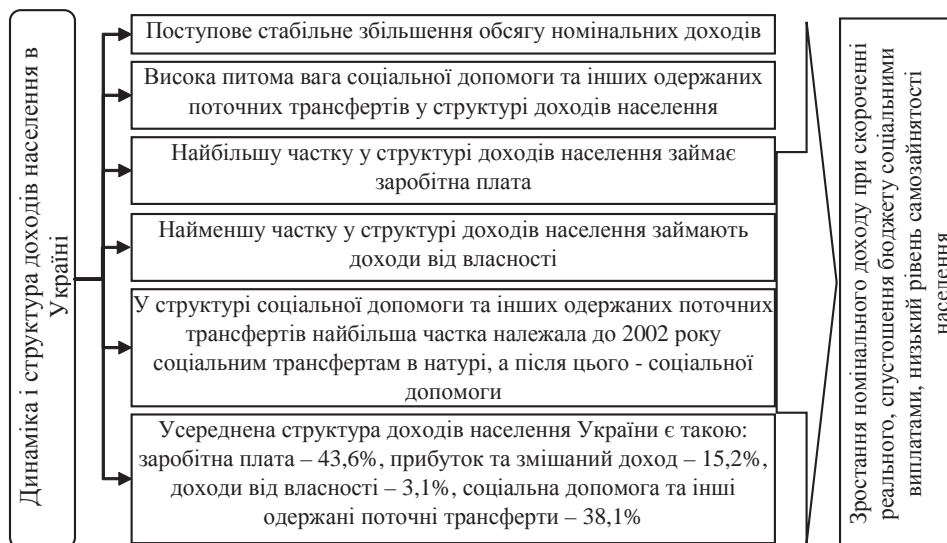 Динаміка і структура доходів населення в
Україні
Поступове стабільне збільшення обсягу номінальних доходів
Висока питома вага соціальної допомоги та інших одержаних
поточних трансфертів у структурі доходів населення
Найбільшу частку у структурі доходів населення займає
заробітна плата
Найменшу частку у структурі доходів населення займають
доходи від власності
У структурі соціальної допомоги та інших одержаних поточних
трансфертів найбільша частка належала до 2002 року
соціальним трансфертам в натурі, а після цього - соціальної
допомоги
Усереднена структура доходів населення України є такою:
заробітна плата – 43,6%, прибуток та змішаний доход – 15,2%,
доходи від власності – 3,1%, соціальна допомога та інші
одержані поточні трансферти – 38,1%
Зростання номінального доходу при скороченні
реального, спустошення бюджету соціальними
виплатами, низький рівень самозайнятості
населення